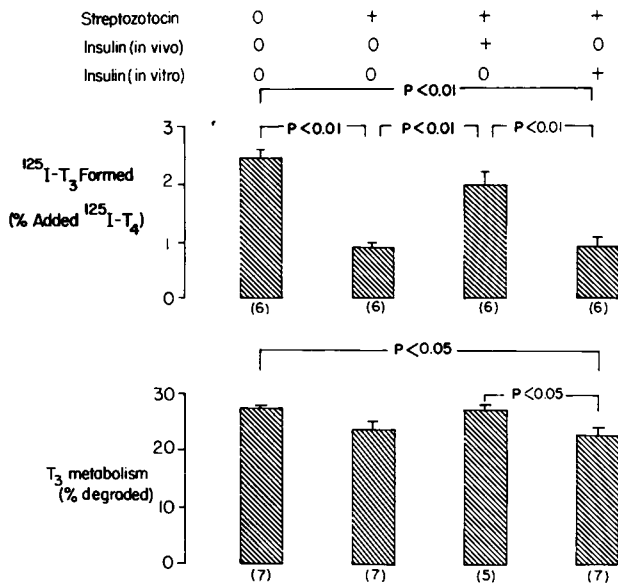 Streptozotocin 0 + + +
Insulin (in vivo) 0 0 + 0
Insulin (in vitro) 0 0 0 +
P<0.01
P<0.01 P<0.01 P<0.01
3
2
1
0
¹²⁵I-T₃ Formed
(% Added ¹²⁵I-T₄)
(6) (6) (6) (6)
P<0.05
P<0.05
30
20
10
0
T₃ metabolism
(% degraded)
(7) (7) (5) (7)